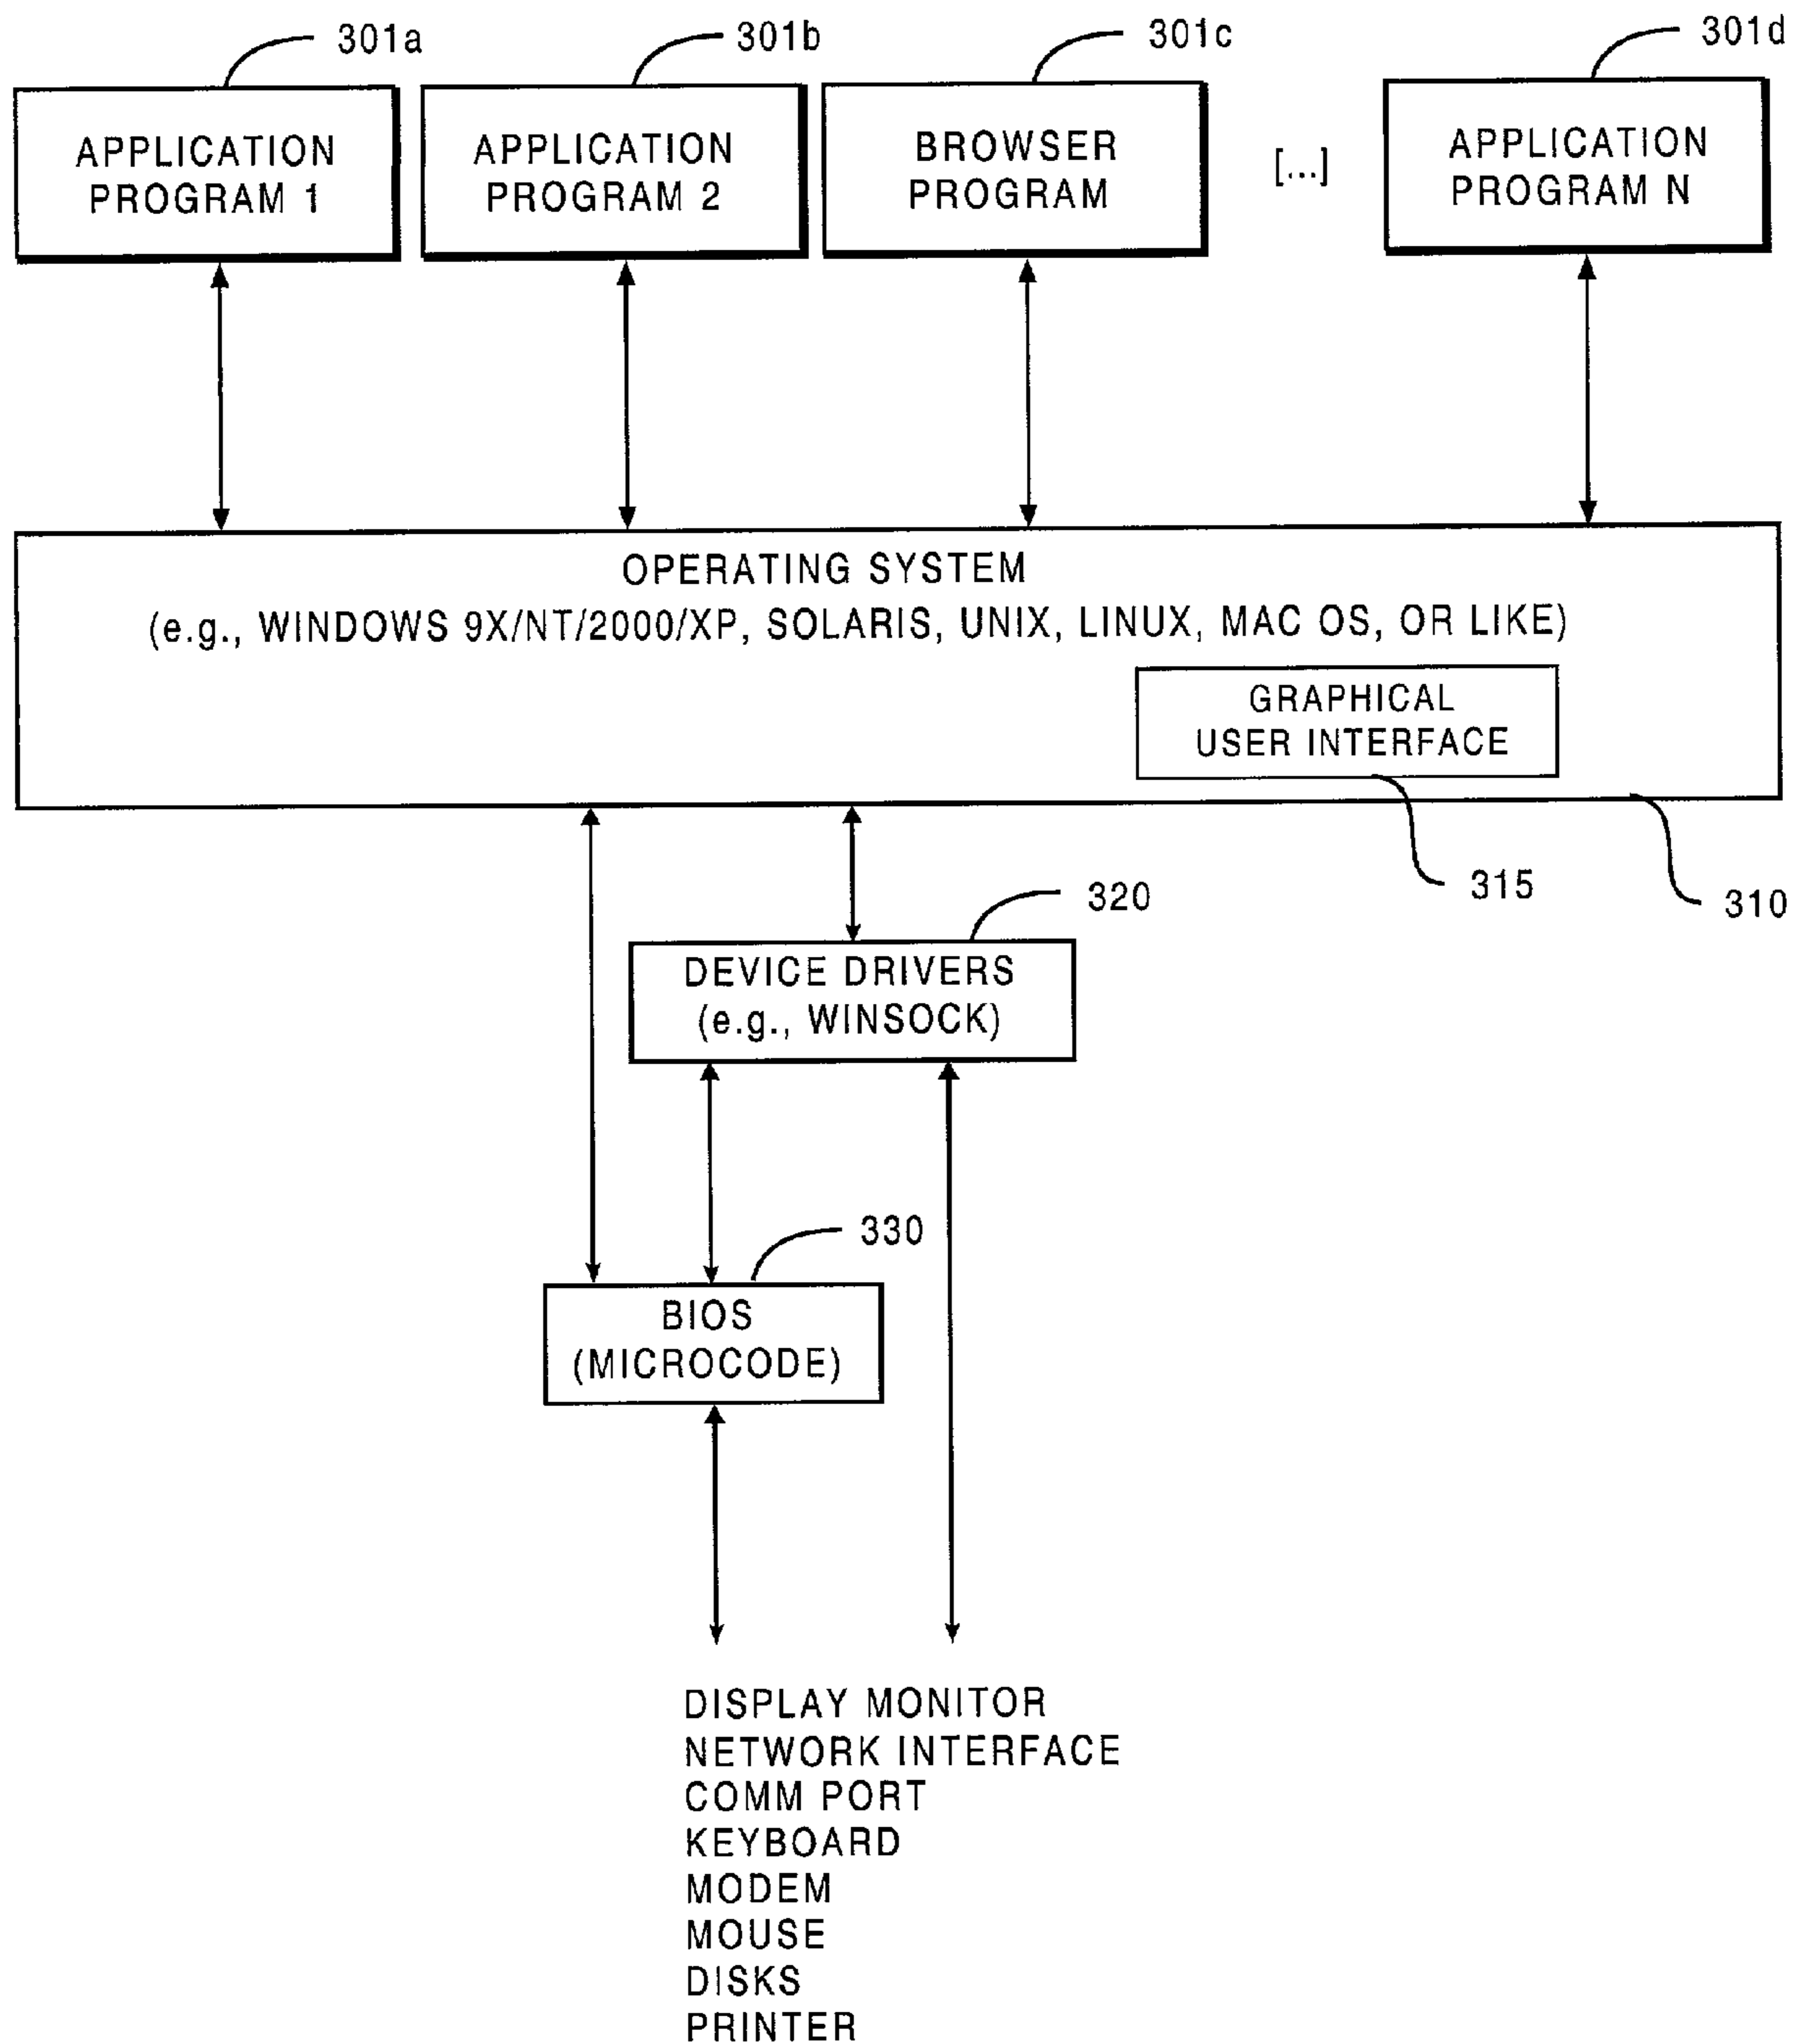 301a
301b
301c
301d
APPLICATION
PROGRAM 1
APPLICATION
PROGRAM 2
BROWSER
PROGRAM
[...]
APPLICATION
PROGRAM N
OPERATING SYSTEM
(e.g., WINDOWS 9X/NT/2000/XP, SOLARIS, UNIX, LINUX, MAC OS, OR LIKE)
GRAPHICAL
USER INTERFACE
315
310
320
DEVICE DRIVERS
(e.g., WINSOCK)
330
BIOS
(MICROCODE)
DISPLAY MONITOR
NETWORK INTERFACE
COMM PORT
KEYBOARD
MODEM
MOUSE
DISKS
PRINTER